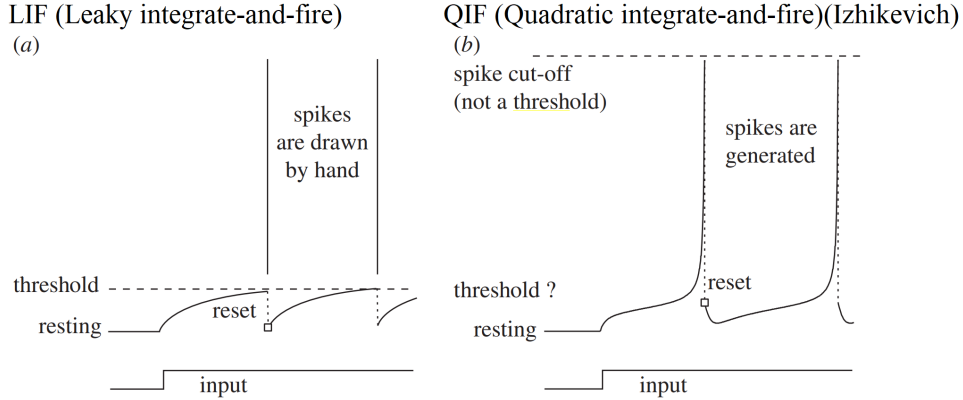 LIF (Leaky integrate-and-fire)
(a)
spikes
are drawn
by hand
threshold
reset
resting
input
QIF (Quadratic integrate-and-fire)(Izhikevich)
(b)
spike cut-off
(not a threshold)
spikes are
generated
threshold ?
reset
resting
input